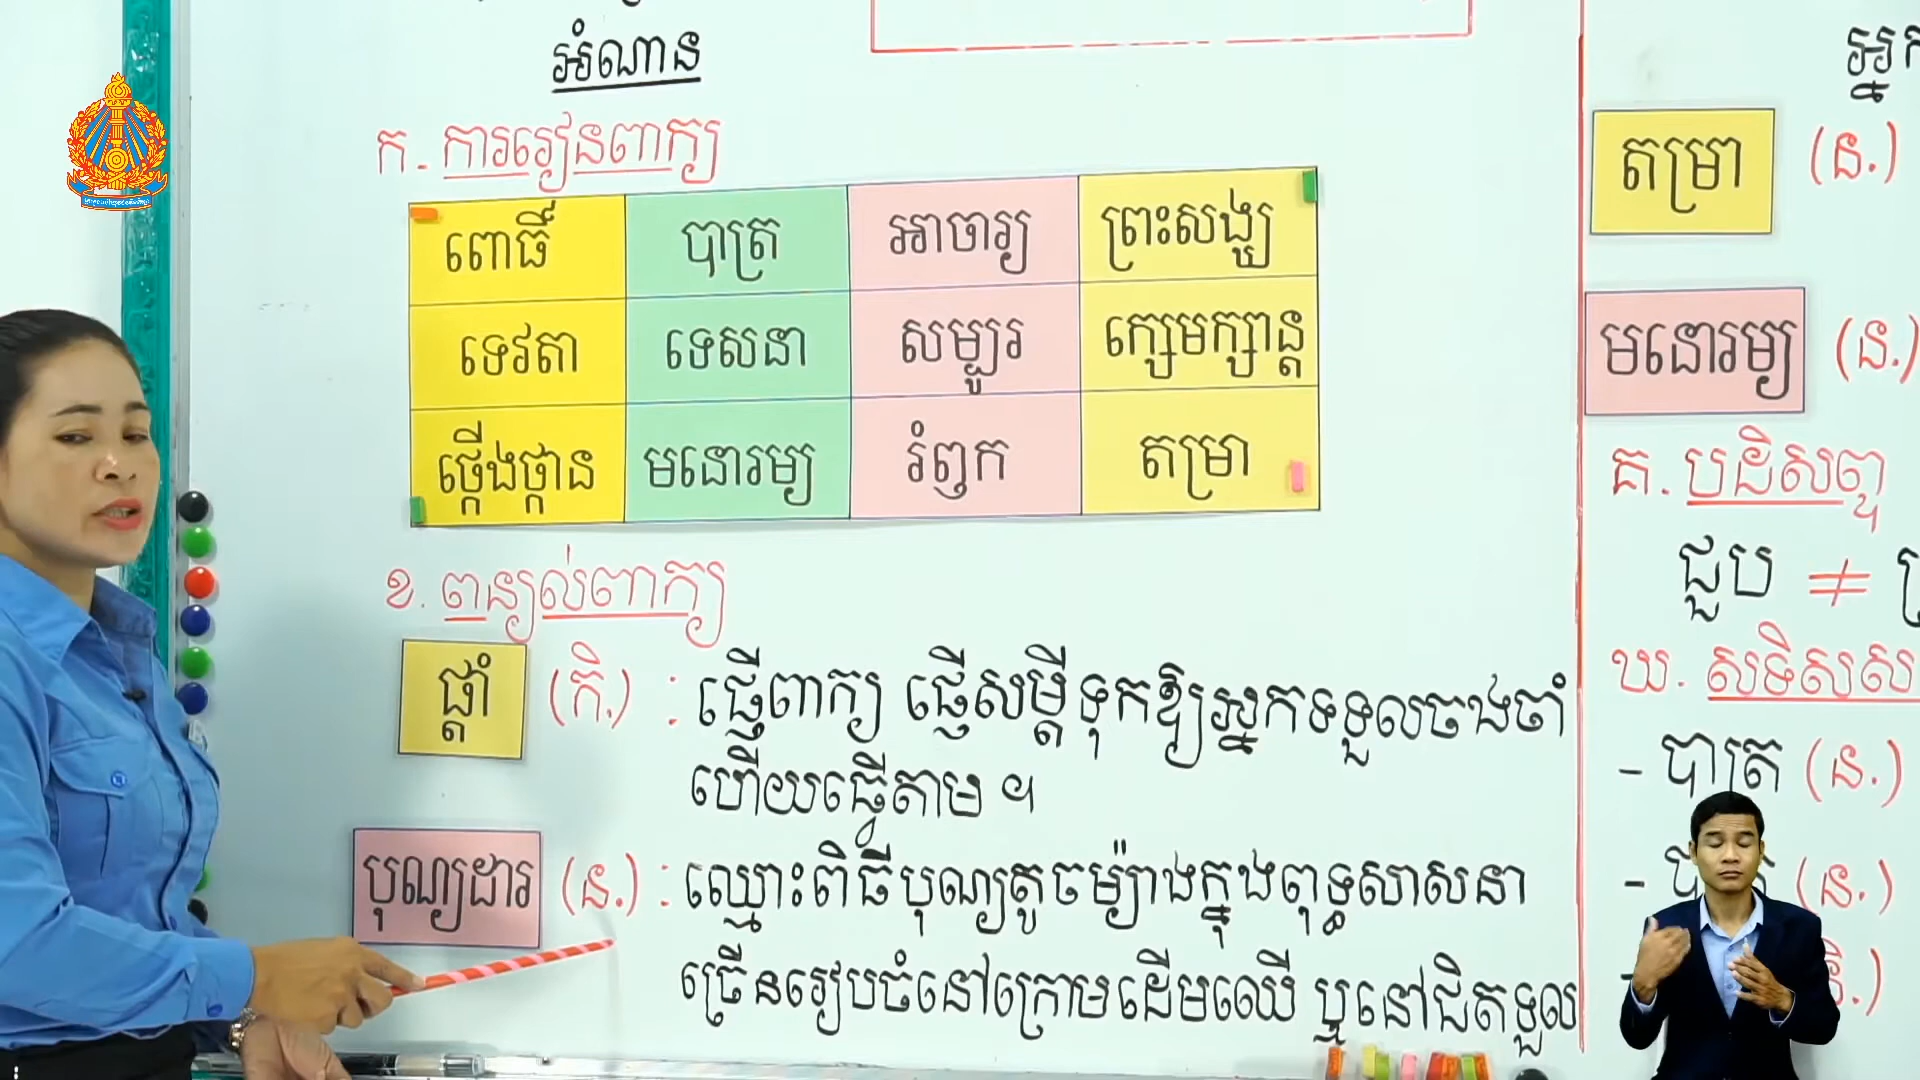 អំណាន
ក. ការរៀនពាក្យ
ពោធិ៍ បាត្រ អាចារ្យ ព្រះសង្ឃ
ទេវតា ទេសនា សម្បូរ ក្សេមក្សាន្ត
ផ្តើងថ្កាន មនោរម្យ រំឭក តម្រា
ខ. ពន្យល់ពាក្យ
ផ្តាំ (កិ.) : ផ្ញើពាក្យ ផ្ញើសម្តីទុកឱ្យអ្នកទទួលចងចាំ
ហើយធ្វើតាម ។
បុណ្យដារ (ន.) : ឈ្មោះពិធីបុណ្យតូចម៉្យាងក្នុងពុទ្ធសាសនា
ច្រើនរៀបចំនៅក្រោមដើមឈើ ឬនៅជិតទួល
តម្រា (ន.)
មនោរម្យ (ន.)
គ. បដិសព្ទ
ជួប ≠
ឃ. សទិសស
- បាត្រ (ន.)
(ន.)